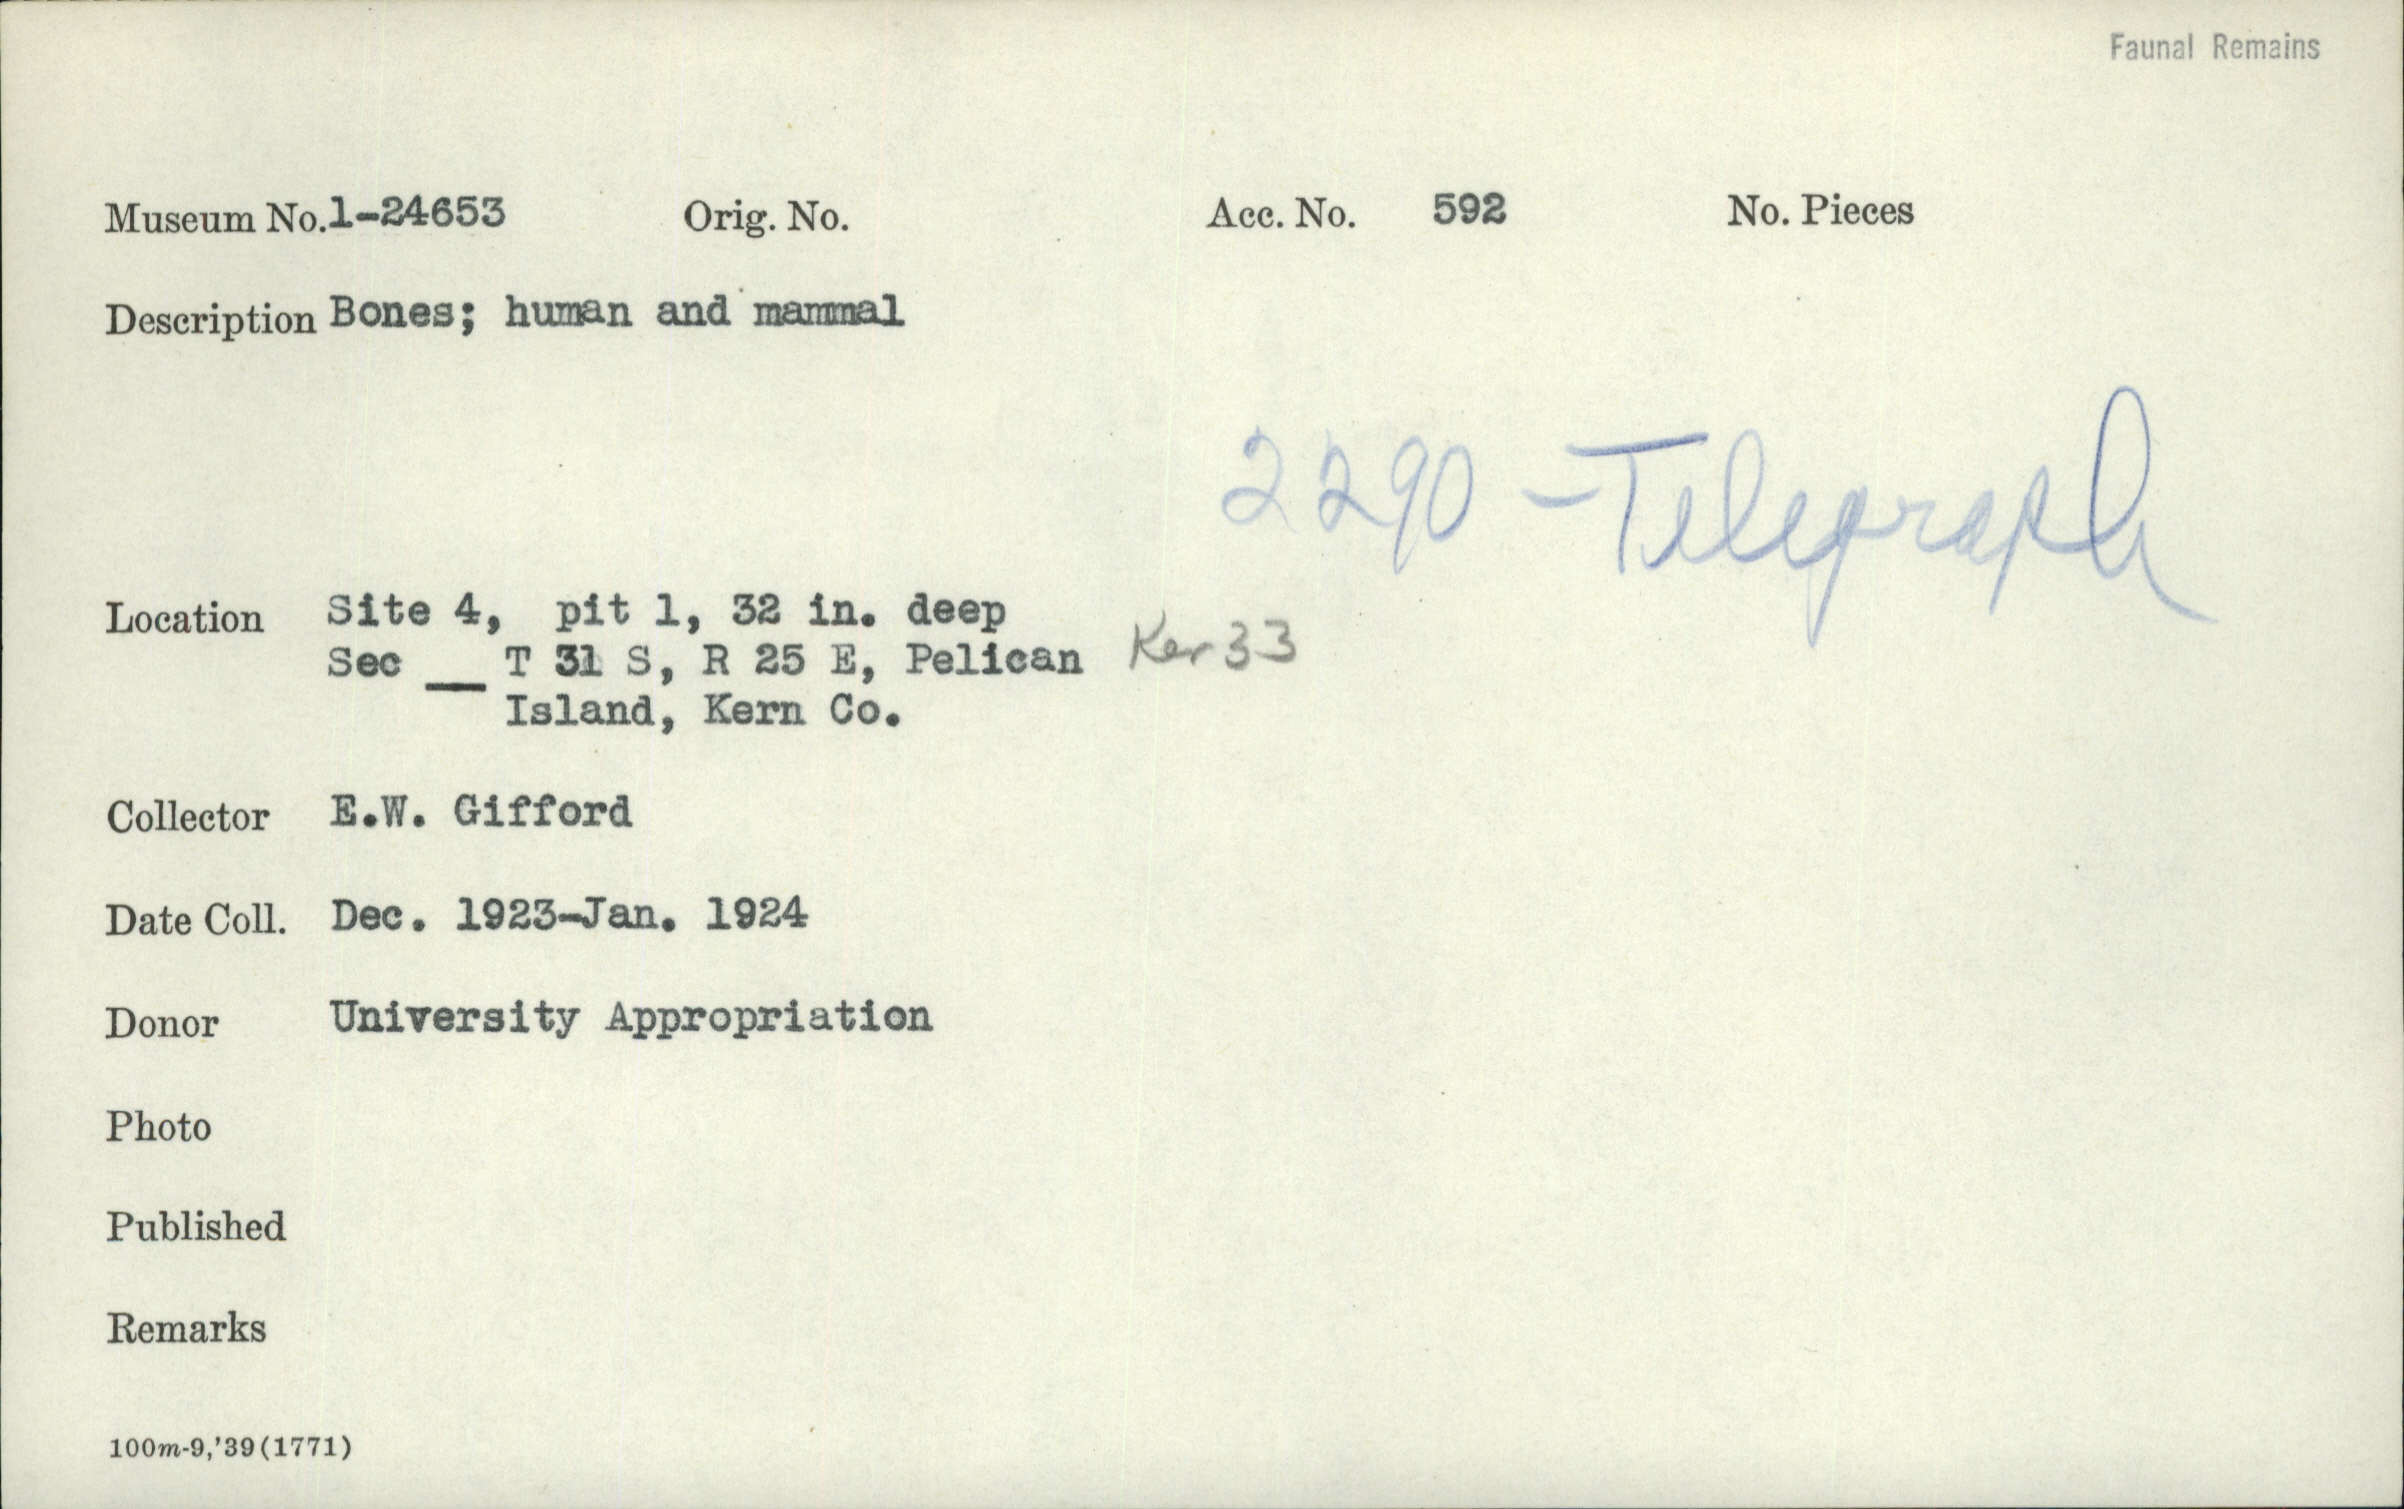 Faunal Remains
Museum No. 1-24653 Orig. No. Acc. No. 592 No. Pieces
Description Bones; human and mammal
2290 - Telegraph
Location Site 4, pit 1, 32 in. deep
Sec __ T 31 S, R 25 E, Pelican Ker 33
Island, Kern Co.
Collector E.W. Gifford
Date Coll. Dec. 1923-Jan. 1924
Donor University Appropriation
Photo
Published
Remarks
100m-9,'39(1771)